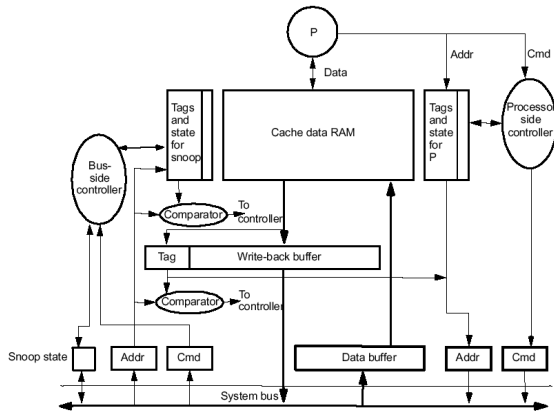 P
Addr
Cmd
Data
Tags
and
state
for
snoop
Cache data RAM
Tags
and
state
for
P
Processor
side
controller
Bus-
side
controller
Comparator
To
controller
Tag
Write-back buffer
Comparator
To
controller
Snoop state
Addr
Cmd
Data buffer
Addr
Cmd
System bus